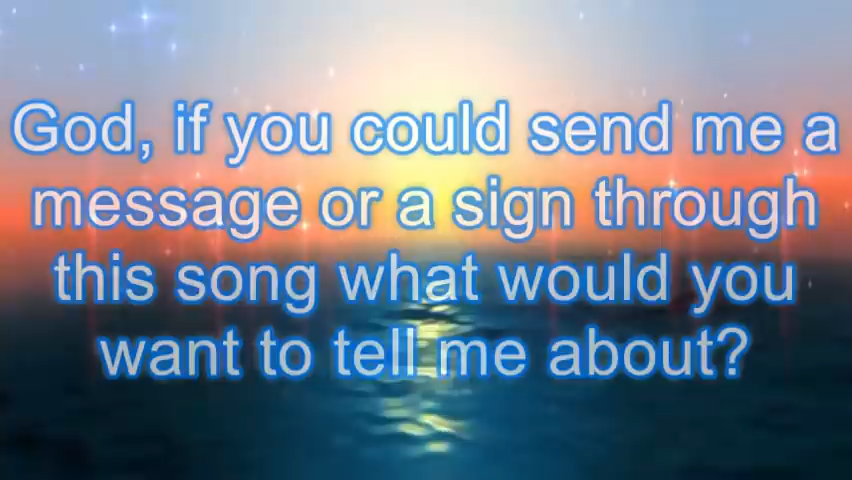 God, if you could send me a
message or a sign through
this song what would you
want to tell me about?